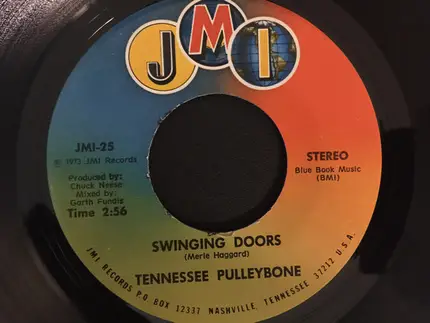 JMI
JMI-25
℗ 1973 JMI Records
Produced by:
Chuck Neese
Mixed by:
Garth Fundis
Time 2:56
STEREO
Blue Book Music
(BMI)
SWINGING DOORS
(Merle Haggard)
TENNESSEE PULLEYBONE
JMI RECORDS P.O. BOX 12337 NASHVILLE, TENNESSEE 37212 U.S.A.